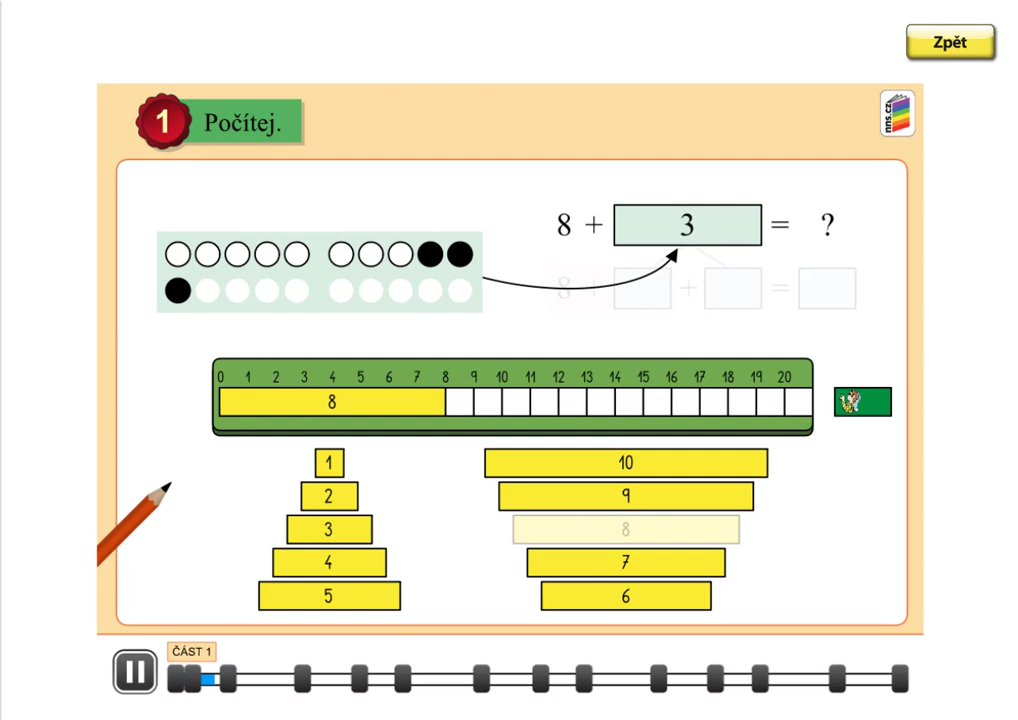 Zpět
1 Počítej.
nns.cz
8 + 3 = ?
8 + + =
0 1 2 3 4 5 6 7 8 9 10 11 12 13 14 15 16 17 18 19 20
8
1 10
2 9
3 8
4 7
5 6
ČÁST 1